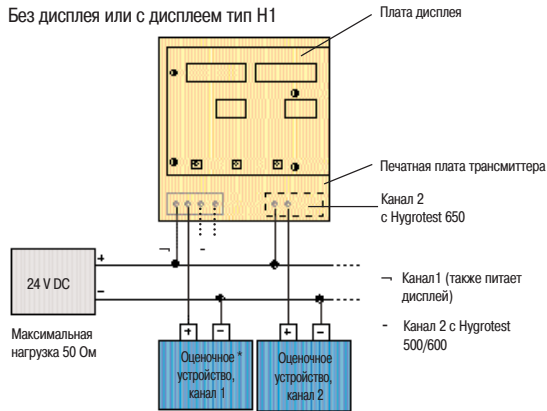 Без дисплея или с дисплеем тип H1
Плата дисплея
Печатная плата трансмиттера
Канал 2
с Hygrotest 650
¬
-
+
24 V DC
-
Максимальная
нагрузка 50 Ом
¬ Канал1 (также питает
дисплей)
- Канал 2 с Hygrotest
500/600
+ -
+ -
Оценочное *
устройство,
канал 1
Оценочное
устройство,
канал 2